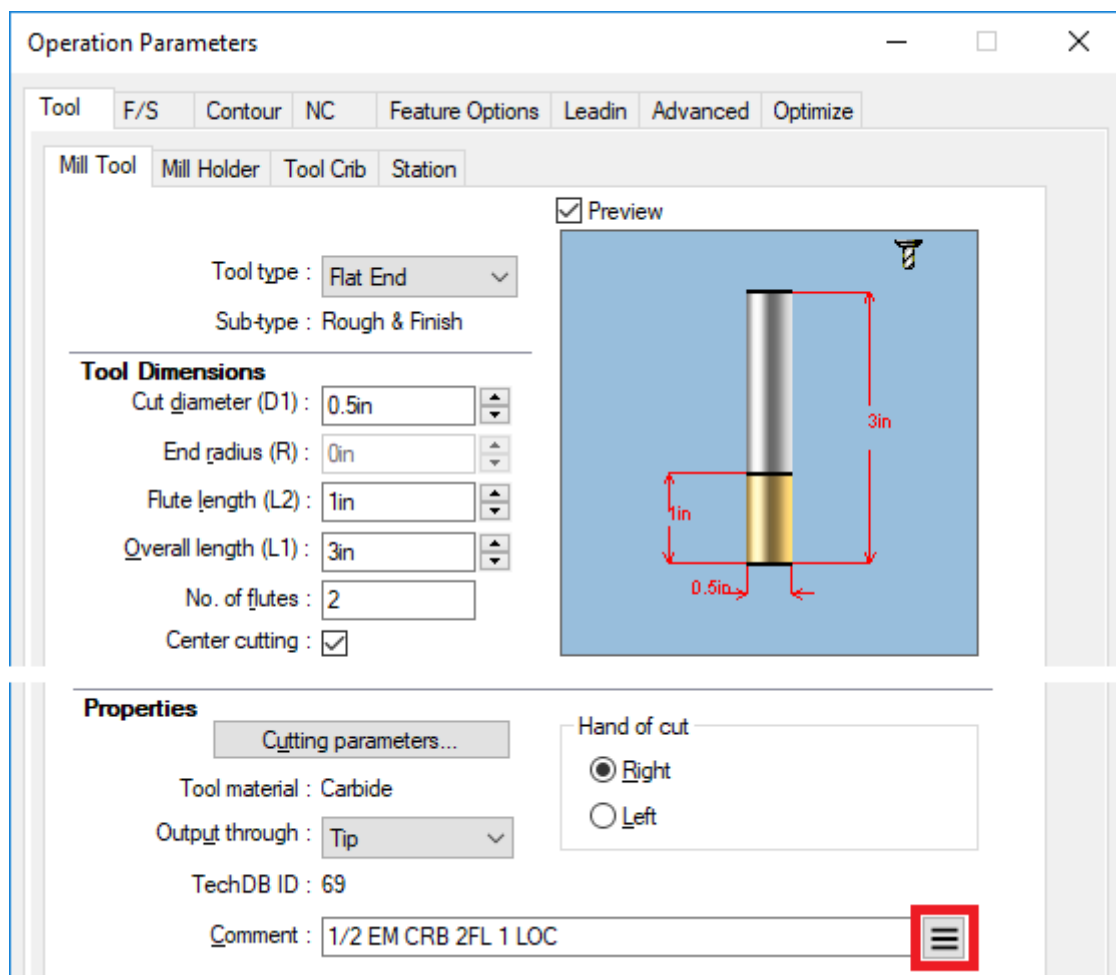 Operation Parameters
Tool F/S Contour NC Feature Options Leadin Advanced Optimize
Mill Tool Mill Holder Tool Crib Station
Preview
Tool type : Flat End
Sub-type : Rough & Finish
Tool Dimensions
Cut diameter (D1) : 0.5in
End radius (R) : 0in
Flute length (L2) : 1in
Overall length (L1) : 3in
No. of flutes : 2
Center cutting :
3in
1in
0.5in
Properties
Cutting parameters...
Tool material : Carbide
Output through : Tip
TechDB ID : 69
Hand of cut
Right
Left
Comment : 1/2 EM CRB 2FL 1 LOC